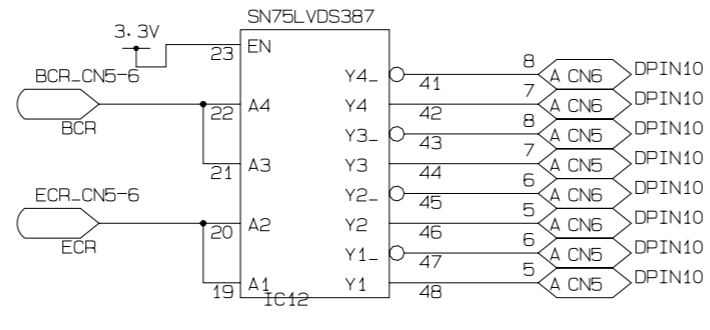 SN75LVDS387
3.3V
23 EN
8 DPIN10
BCR_CN5-6 Y4_ 41 A CN6
7 DPIN10
22 A4 Y4 42 A CN6
BCR 8 DPIN10
Y3_ 43 A CN5
7 DPIN10
21 A3 Y3 44 A CN5
ECR_CN5-6 6 DPIN10
Y2_ 45 A CN6
5 DPIN10
20 A2 Y2 46 A CN6
ECR 6 DPIN10
Y1_ 47 A CN5
5 DPIN10
19 A1 Y1 48 A CN5
IC12